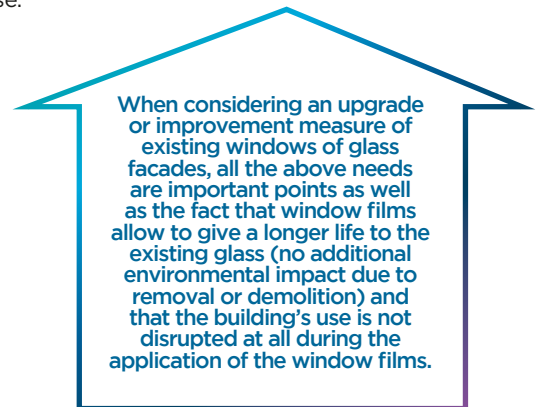 se.
When considering an upgrade
or improvement measure of
existing windows of glass
facades, all the above needs
are important points as well
as the fact that window films
allow to give a longer life to the
existing glass (no additional
environmental impact due to
removal or demolition) and
that the building’s use is not
disrupted at all during the
application of the window films.